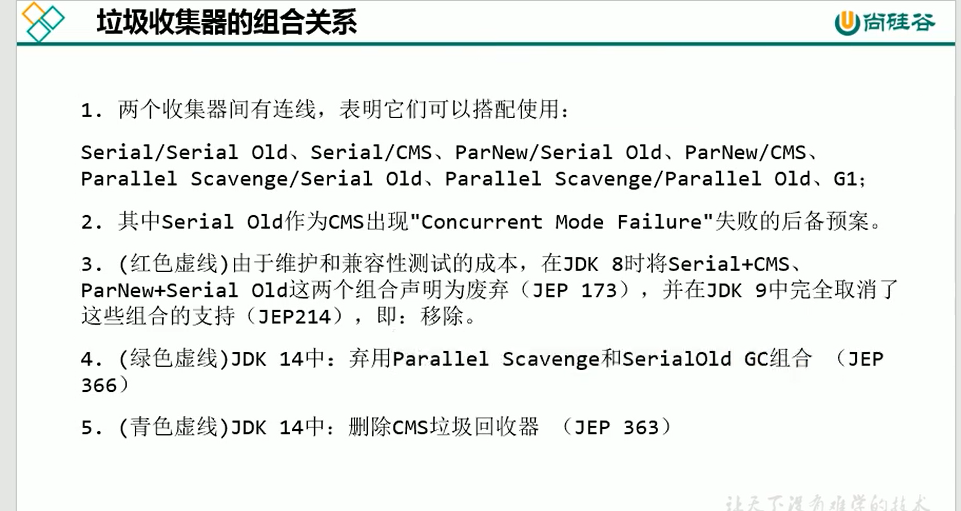 垃圾收集器的组合关系
尚硅谷
1. 两个收集器间有连线，表明它们可以搭配使用：
Serial/Serial Old、Serial/CMS、ParNew/Serial Old、ParNew/CMS、
Parallel Scavenge/Serial Old、Parallel Scavenge/Parallel Old、G1；
2. 其中Serial Old作为CMS出现"Concurrent Mode Failure"失败的后备预案。
3. (红色虚线)由于维护和兼容性测试的成本，在JDK 8时将Serial+CMS、
ParNew+Serial Old这两个组合声明为废弃（JEP 173），并在JDK 9中完全取消了
这些组合的支持（JEP214），即：移除。
4. (绿色虚线)JDK 14中：弃用Parallel Scavenge和SerialOld GC组合 （JEP
366）
5. (青色虚线)JDK 14中：删除CMS垃圾回收器 （JEP 363）
让天下没有难学的技术